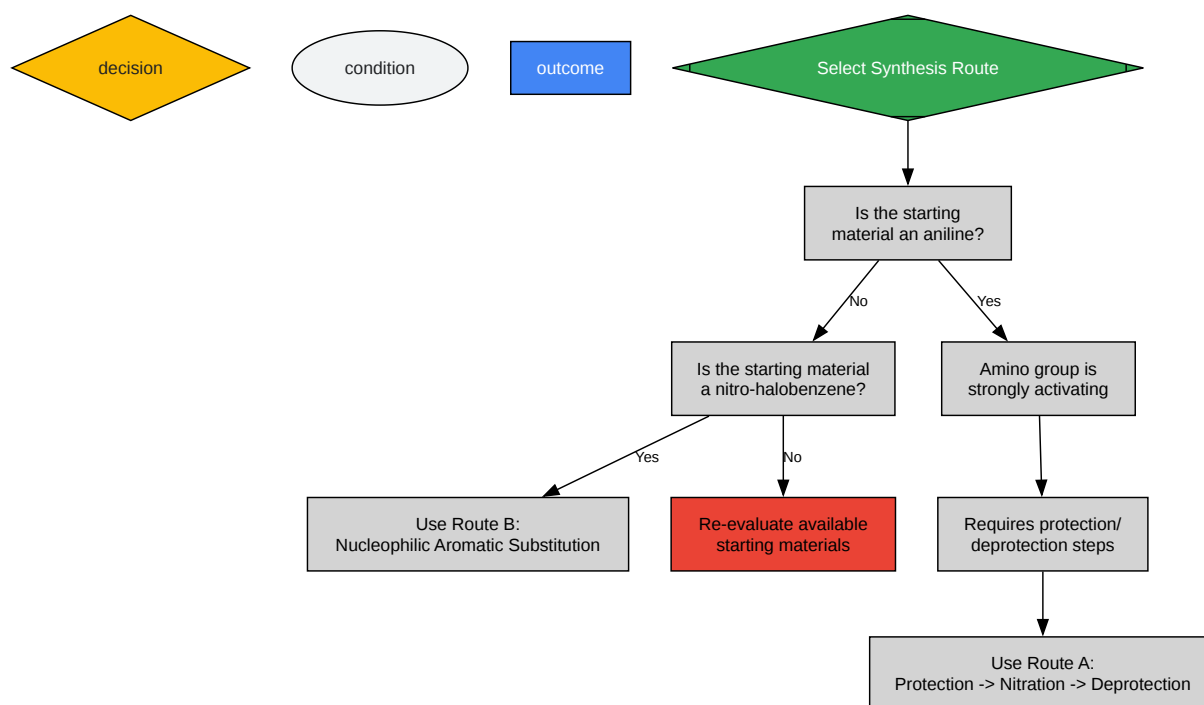 decision
condition
outcome
Select Synthesis Route
Is the starting
material an aniline?
No
Yes
Is the starting material
a nitro-halobenzene?
Amino group is
strongly activating
Yes
No
Use Route B:
Nucleophilic Aromatic Substitution
Re-evaluate available
starting materials
Requires protection/
deprotection steps
Use Route A:
Protection -> Nitration -> Deprotection